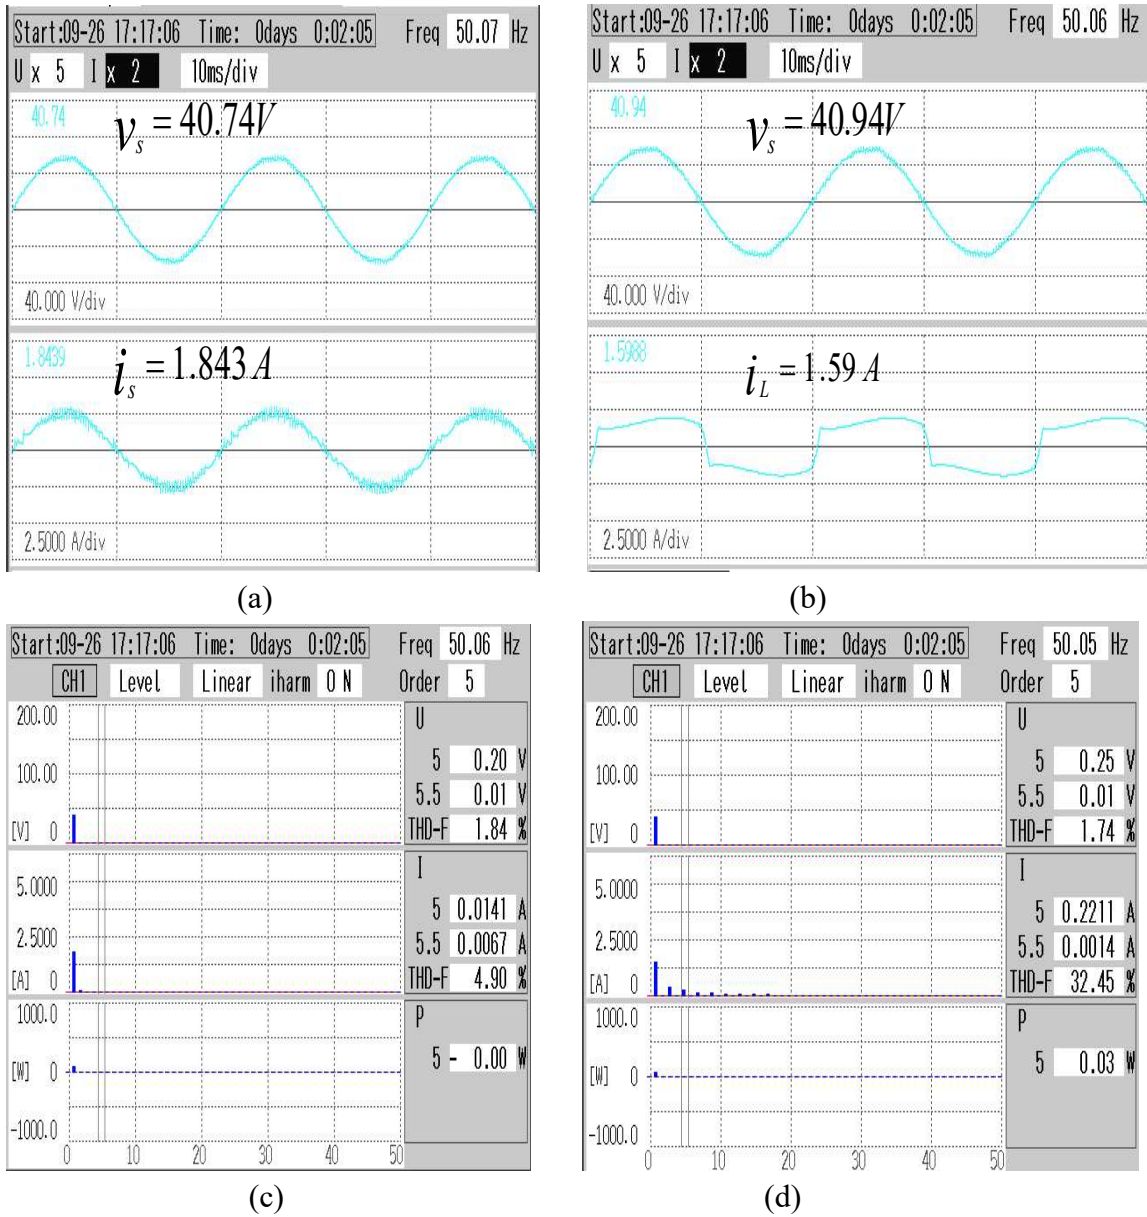 Start:09-26 17:17:06 Time: 0days 0:02:05 Freq 50.07 Hz
U x 5 I x 2 10ms/div
40.74
vs = 40.74V
40.000 V/div
1.8439
is = 1.843 A
2.5000 A/div
(a)
Start:09-26 17:17:06 Time: 0days 0:02:05 Freq 50.06 Hz
U x 5 I x 2 10ms/div
40.94
vs = 40.94V
40.000 V/div
1.5988
iL = 1.59 A
2.5000 A/div
(b)
Start:09-26 17:17:06 Time: 0days 0:02:05 Freq 50.06 Hz
CH1 Level Linear iharm ON Order 5
200.00
100.00
[V] 0
U
5 0.20 V
5.5 0.01 V
THD-F 1.84 %
5.0000
2.5000
[A] 0
I
5 0.0141 A
5.5 0.0067 A
THD-F 4.90 %
1000.0
[W] 0
-1000.0
P
5 - 0.00 W
0 10 20 30 40 50
(c)
Start:09-26 17:17:06 Time: 0days 0:02:05 Freq 50.05 Hz
CH1 Level Linear iharm ON Order 5
200.00
100.00
[V] 0
U
5 0.25 V
5.5 0.01 V
THD-F 1.74 %
5.0000
2.5000
[A] 0
I
5 0.2211 A
5.5 0.0014 A
THD-F 32.45 %
1000.0
[W] 0
-1000.0
P
5 0.03 W
0 10 20 30 40 50
(d)